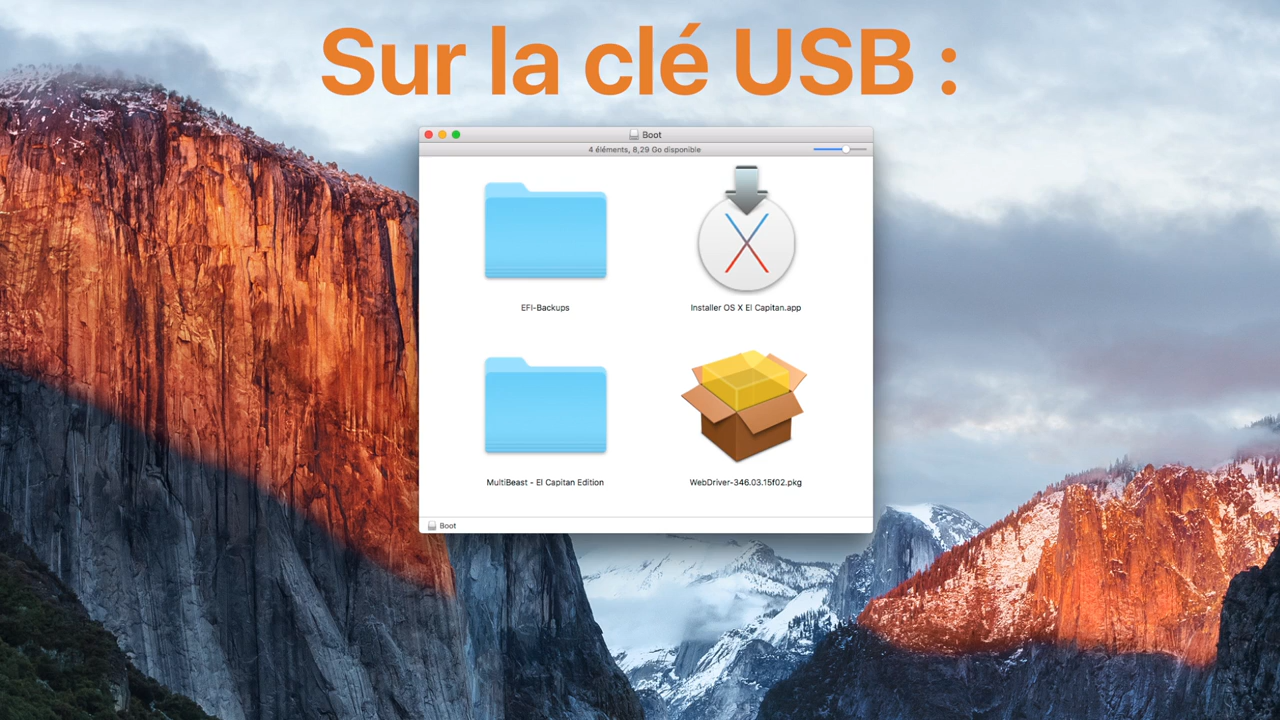 Sur la clé USB :
Boot
4 éléments, 8,29 Go disponible
EFI-Backups
Installer OS X El Capitan.app
MultiBeast - El Capitan Edition
WebDriver-346.03.15f02.pkg
Boot